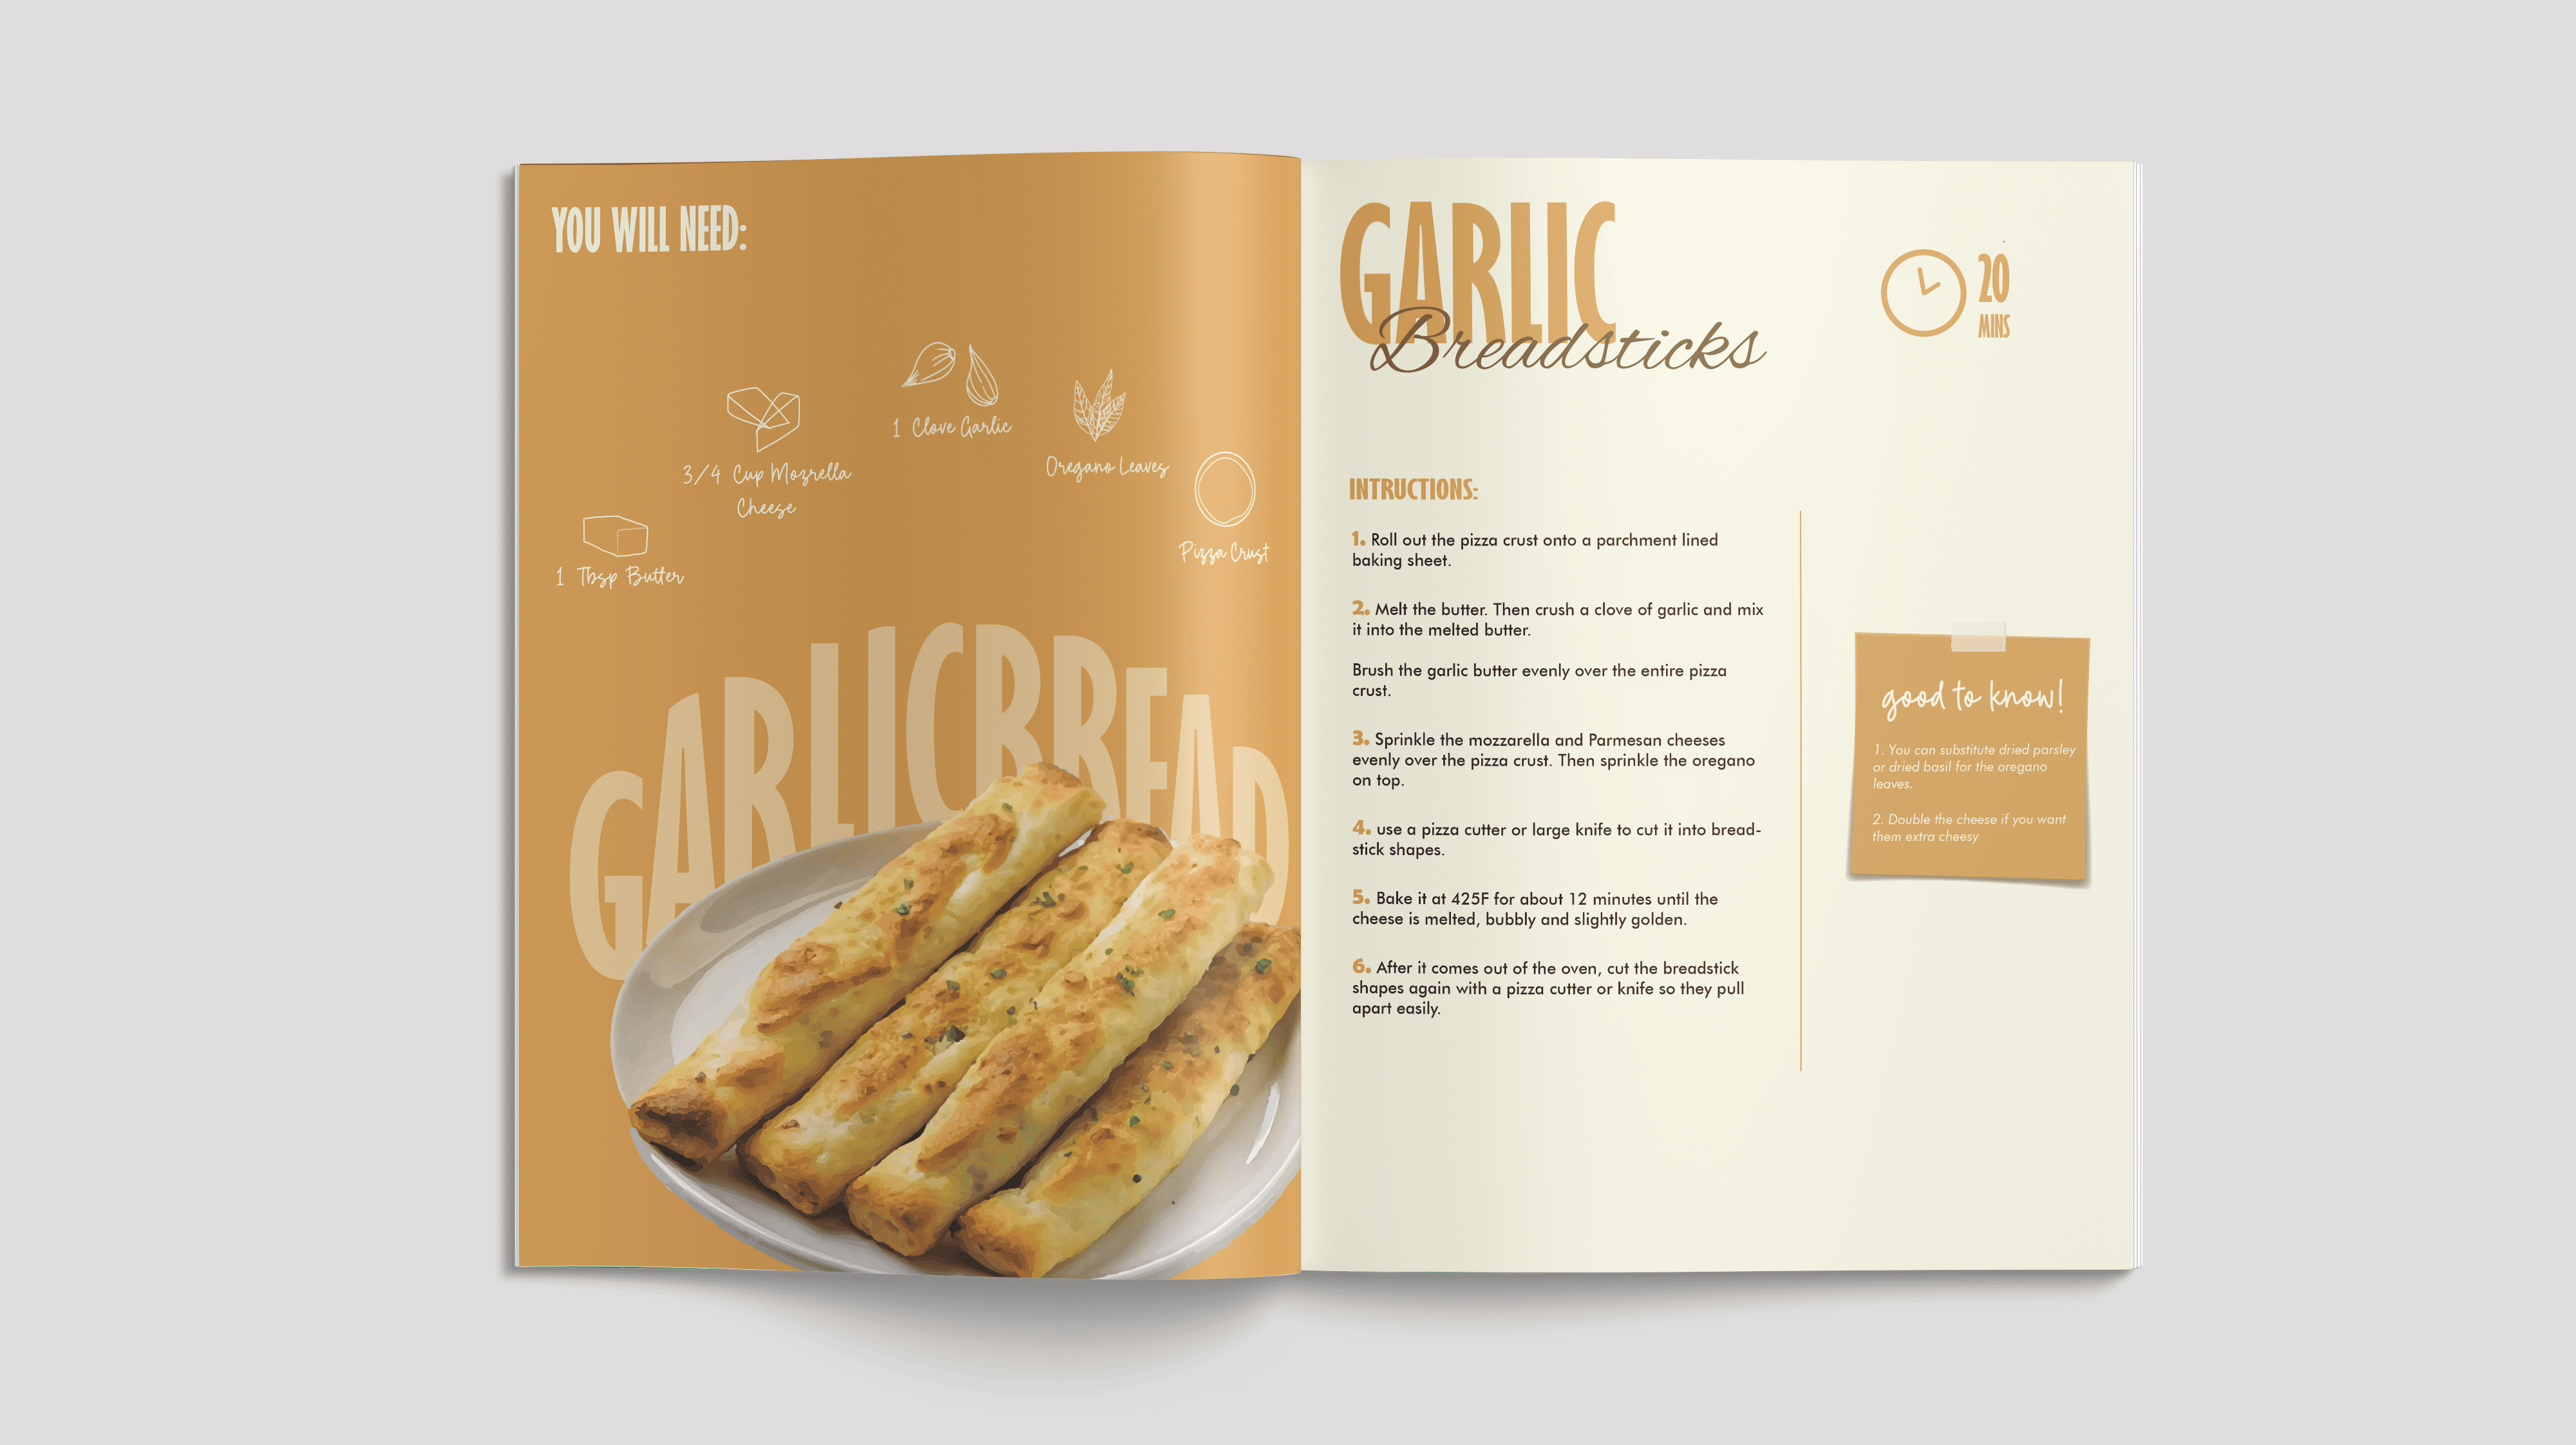 YOU WILL NEED:
1 Clove Garlic
3/4 Cup Mozrella
Cheese
Oregano Leaves
Pizza Crust
1 Tbsp Butter
GARLICBREAD
GARLIC
Breadsticks
20
MINS
INTRUCTIONS:
1. Roll out the pizza crust onto a parchment lined
baking sheet.
2. Melt the butter. Then crush a clove of garlic and mix
it into the melted butter.
Brush the garlic butter evenly over the entire pizza
crust.
3. Sprinkle the mozzarella and Parmesan cheeses
evenly over the pizza crust. Then sprinkle the oregano
on top.
4. use a pizza cutter or large knife to cut it into bread-
stick shapes.
5. Bake it at 425F for about 12 minutes until the
cheese is melted, bubbly and slightly golden.
6. After it comes out of the oven, cut the breadstick
shapes again with a pizza cutter or knife so they pull
apart easily.
good to know!
1. You can substitute dried parsley
or dried basil for the oregano
leaves.
2. Double the cheese if you want
them extra cheesy